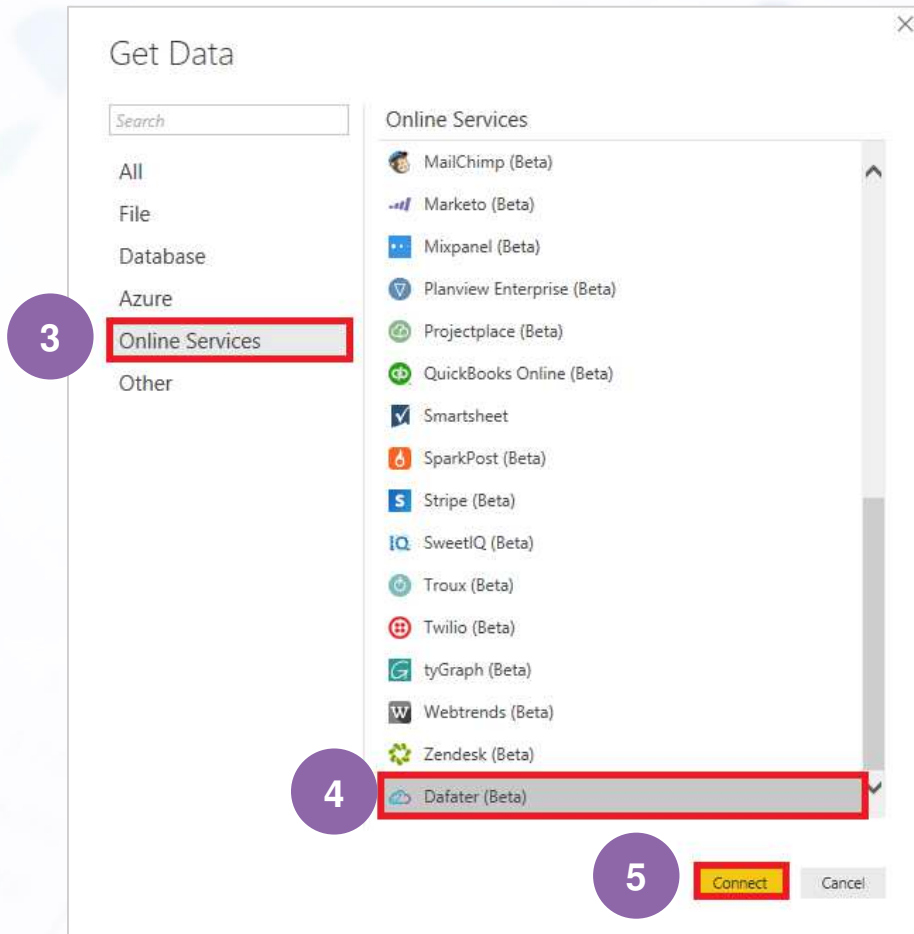 Get Data
Search
All
File
Database
Azure
Online Services
Other
3
Online Services
MailChimp (Beta)
Marketo (Beta)
Mixpanel (Beta)
Planview Enterprise (Beta)
Projectplace (Beta)
QuickBooks Online (Beta)
Smartsheet
SparkPost (Beta)
Stripe (Beta)
SweetIQ (Beta)
Troux (Beta)
Twilio (Beta)
tyGraph (Beta)
Webtrends (Beta)
Zendesk (Beta)
4
Dafater (Beta)
5
Connect
Cancel